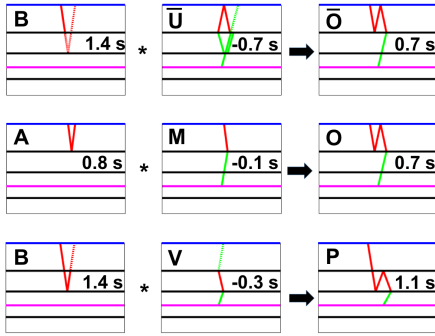 B U̅ O̅
1.4 s * -0.7 s 0.7 s
A M O
0.8 s * -0.1 s 0.7 s
B V P
1.4 s * -0.3 s 1.1 s